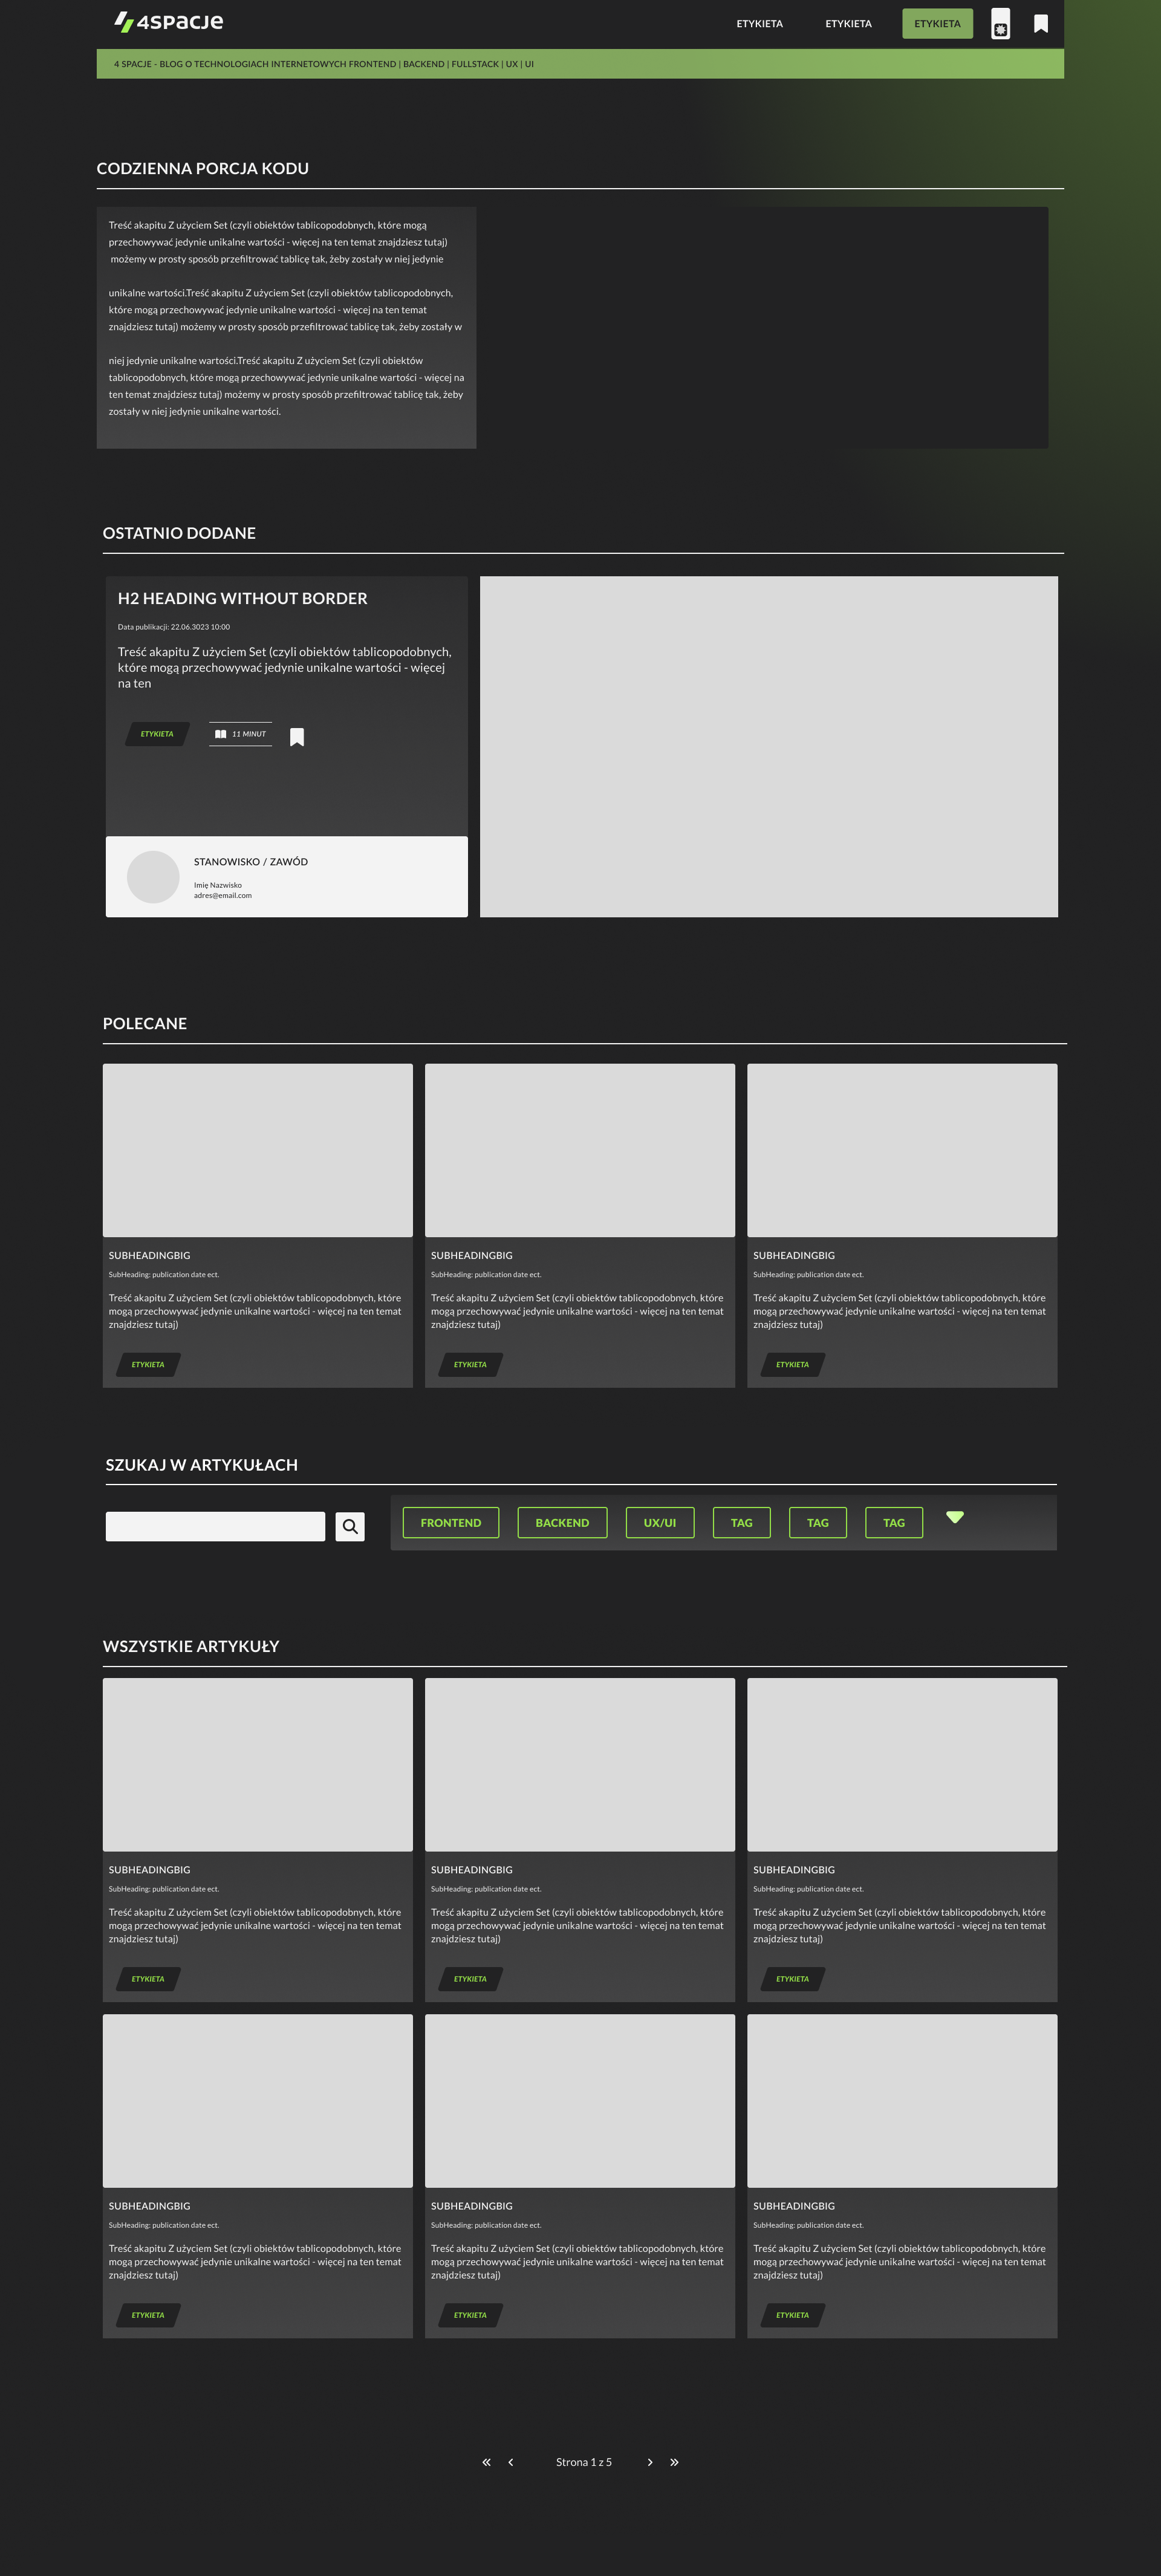 4SPACJE
ETYKIETA
ETYKIETA
ETYKIETA
4 SPACJE - BLOG O TECHNOLOGIACH INTERNETOWYCH FRONTEND | BACKEND | FULLSTACK | UX | UI
CODZIENNA PORCJA KODU
Treść akapitu Z użyciem Set (czyli obiektów tablicopodobnych, które mogą
przechowywać jedynie unikalne wartości - więcej na ten temat znajdziesz tutaj)
możemy w prosty sposób przefiltrować tablicę tak, żeby zostały w niej jedynie
unikalne wartości.Treść akapitu Z użyciem Set (czyli obiektów tablicopodobnych,
które mogą przechowywać jedynie unikalne wartości - więcej na ten temat
znajdziesz tutaj) możemy w prosty sposób przefiltrować tablicę tak, żeby zostały w
niej jedynie unikalne wartości.Treść akapitu Z użyciem Set (czyli obiektów
tablicopodobnych, które mogą przechowywać jedynie unikalne wartości - więcej na
ten temat znajdziesz tutaj) możemy w prosty sposób przefiltrować tablicę tak, żeby
zostały w niej jedynie unikalne wartości.
OSTATNIO DODANE
H2 HEADING WITHOUT BORDER
Data publikacji: 22.06.3023 10:00
Treść akapitu Z użyciem Set (czyli obiektów tablicopodobnych,
które mogą przechowywać jedynie unikalne wartości - więcej
na ten
ETYKIETA
11 MINUT
STANOWISKO / ZAWÓD
Imię Nazwisko
adres@email.com
POLECANE
SUBHEADINGBIG
SubHeading: publication date ect.
Treść akapitu Z użyciem Set (czyli obiektów tablicopodobnych, które
mogą przechowywać jedynie unikalne wartości - więcej na ten temat
znajdziesz tutaj)
ETYKIETA
SUBHEADINGBIG
SubHeading: publication date ect.
Treść akapitu Z użyciem Set (czyli obiektów tablicopodobnych, które
mogą przechowywać jedynie unikalne wartości - więcej na ten temat
znajdziesz tutaj)
ETYKIETA
SUBHEADINGBIG
SubHeading: publication date ect.
Treść akapitu Z użyciem Set (czyli obiektów tablicopodobnych, które
mogą przechowywać jedynie unikalne wartości - więcej na ten temat
znajdziesz tutaj)
ETYKIETA
SZUKAJ W ARTYKUŁACH
FRONTEND
BACKEND
UX/UI
TAG
TAG
TAG
WSZYSTKIE ARTYKUŁY
SUBHEADINGBIG
SubHeading: publication date ect.
Treść akapitu Z użyciem Set (czyli obiektów tablicopodobnych, które
mogą przechowywać jedynie unikalne wartości - więcej na ten temat
znajdziesz tutaj)
ETYKIETA
SUBHEADINGBIG
SubHeading: publication date ect.
Treść akapitu Z użyciem Set (czyli obiektów tablicopodobnych, które
mogą przechowywać jedynie unikalne wartości - więcej na ten temat
znajdziesz tutaj)
ETYKIETA
SUBHEADINGBIG
SubHeading: publication date ect.
Treść akapitu Z użyciem Set (czyli obiektów tablicopodobnych, które
mogą przechowywać jedynie unikalne wartości - więcej na ten temat
znajdziesz tutaj)
ETYKIETA
SUBHEADINGBIG
SubHeading: publication date ect.
Treść akapitu Z użyciem Set (czyli obiektów tablicopodobnych, które
mogą przechowywać jedynie unikalne wartości - więcej na ten temat
znajdziesz tutaj)
ETYKIETA
SUBHEADINGBIG
SubHeading: publication date ect.
Treść akapitu Z użyciem Set (czyli obiektów tablicopodobnych, które
mogą przechowywać jedynie unikalne wartości - więcej na ten temat
znajdziesz tutaj)
ETYKIETA
SUBHEADINGBIG
SubHeading: publication date ect.
Treść akapitu Z użyciem Set (czyli obiektów tablicopodobnych, które
mogą przechowywać jedynie unikalne wartości - więcej na ten temat
znajdziesz tutaj)
ETYKIETA
Strona 1 z 5